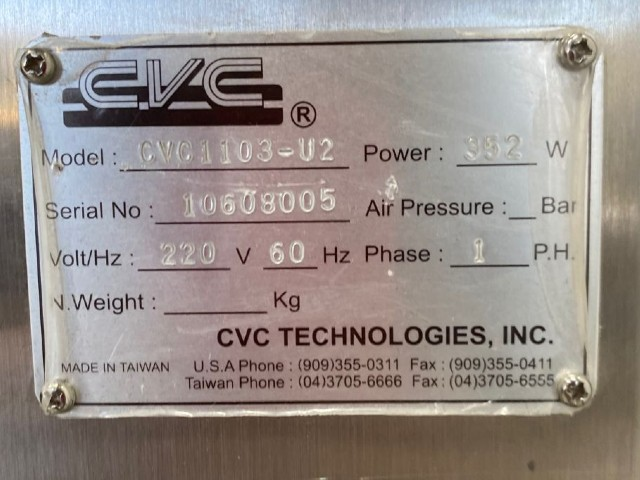 CVC ®
Model : CVC1103-U2 Power : 352 W
Serial No : 10608005 Air Pressure : __ Bar
Volt/Hz : 220 V 60 Hz Phase : 1 P.H.
N.Weight : ______ Kg
CVC TECHNOLOGIES, INC.
MADE IN TAIWAN U.S.A Phone : (909)355-0311 Fax : (909)355-0411
Taiwan Phone : (04)3705-6666 Fax : (04)3705-6555